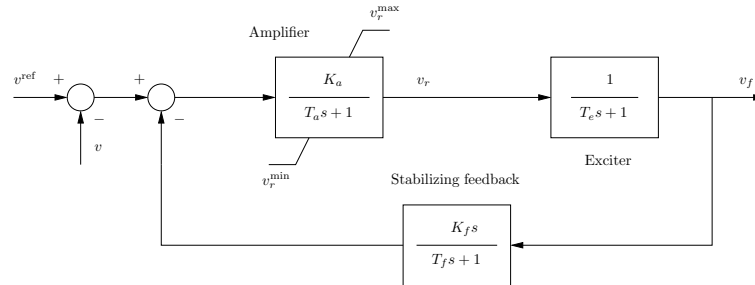 v_r^max
Amplifier
v^ref + + K_a / T_a s + 1 v_r 1 / T_e s + 1 v_f
− −
v
v_r^min
Exciter
Stabilizing feedback
K_f s / T_f s + 1